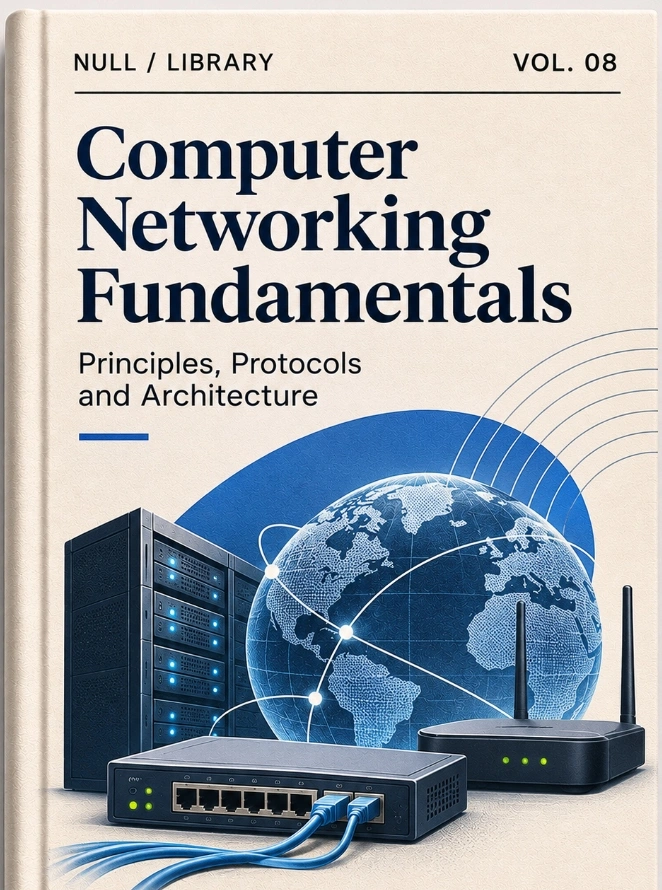 NULL / LIBRARY
VOL. 08
Computer
Networking
Fundamentals
Principles, Protocols
and Architecture